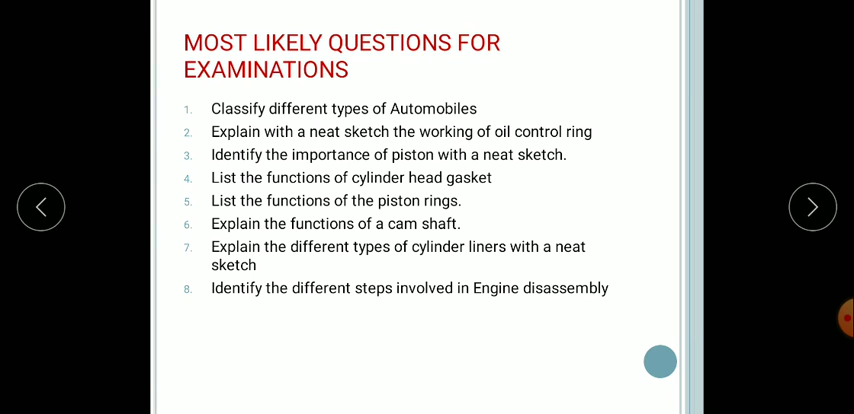 MOST LIKELY QUESTIONS FOR
EXAMINATIONS
1. Classify different types of Automobiles
2. Explain with a neat sketch the working of oil control ring
3. Identify the importance of piston with a neat sketch.
4. List the functions of cylinder head gasket
5. List the functions of the piston rings.
6. Explain the functions of a cam shaft.
7. Explain the different types of cylinder liners with a neat
sketch
8. Identify the different steps involved in Engine disassembly